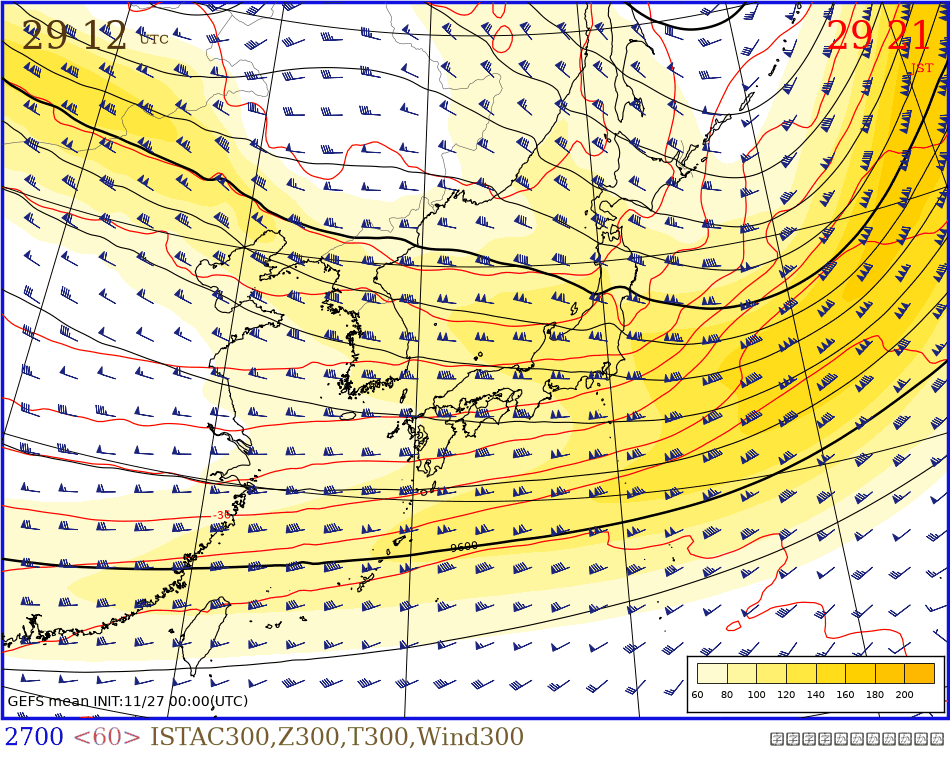 29 12 UTC 29 21
JST
-36
9600
60 80 100 120 140 160 180 200
GEFS mean INIT:11/27 00:00(UTC)
2700 <60> ISTAC300,Z300,T300,Wind300